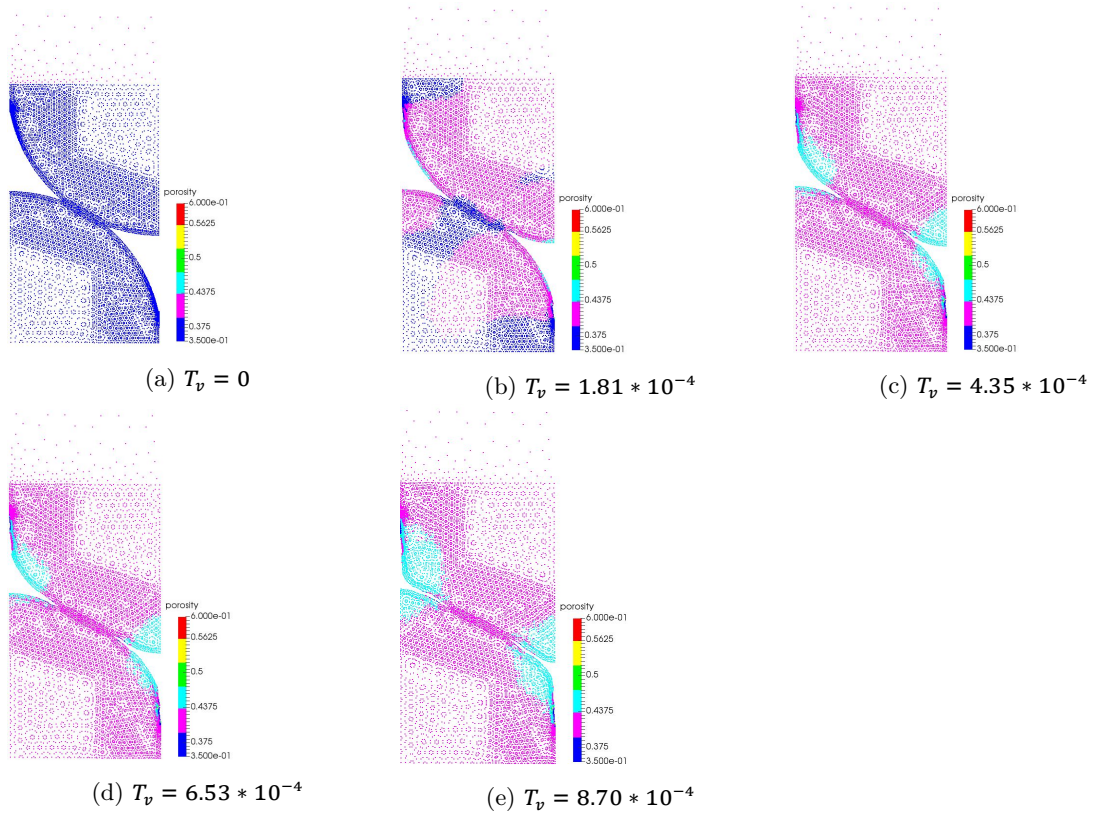 porosity
6.000e-01
0.5625
0.5
0.4375
0.375
3.500e-01
(a) T_v = 0
porosity
6.000e-01
0.5625
0.5
0.4375
0.375
3.500e-01
(b) T_v = 1.81 * 10^{-4}
porosity
6.000e-01
0.5625
0.5
0.4375
0.375
3.500e-01
(c) T_v = 4.35 * 10^{-4}
porosity
6.000e-01
0.5625
0.5
0.4375
0.375
3.500e-01
(d) T_v = 6.53 * 10^{-4}
porosity
6.000e-01
0.5625
0.5
0.4375
0.375
3.500e-01
(e) T_v = 8.70 * 10^{-4}